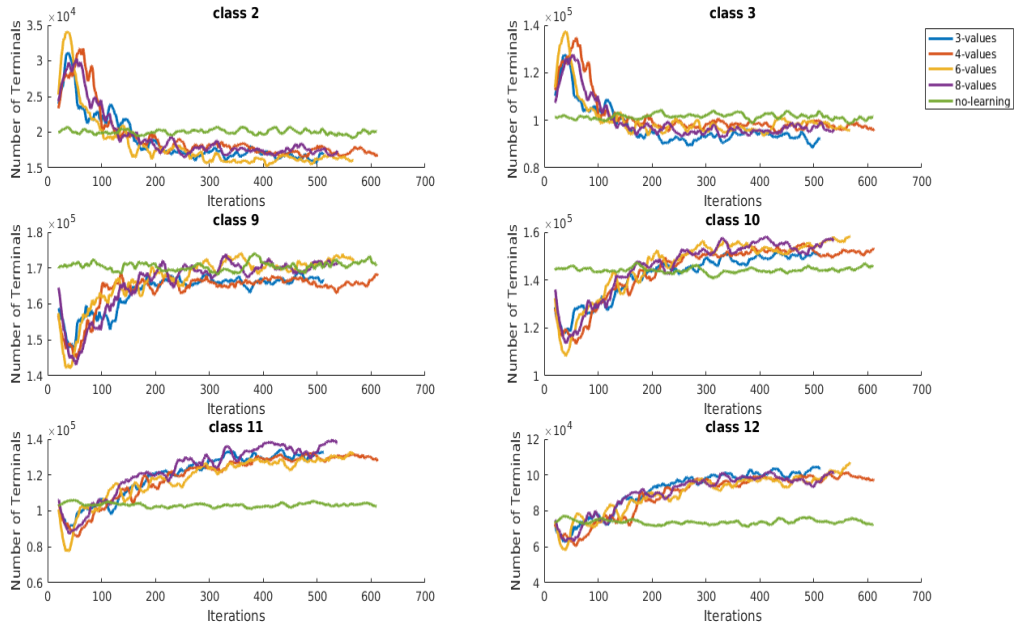 class 2
×10^4
3.5
3
2.5
2
1.5
0 100 200 300 400 500 600 700
Number of Terminals
Iterations
class 3
×10^5
1.4
1.2
1
0.8
0 100 200 300 400 500 600 700
Number of Terminals
Iterations
3-values
4-values
6-values
8-values
no-learning
class 9
×10^5
1.8
1.7
1.6
1.5
1.4
0 100 200 300 400 500 600 700
Number of Terminals
Iterations
class 10
×10^5
1.6
1.4
1.2
1
0 100 200 300 400 500 600 700
Number of Terminals
Iterations
class 11
×10^5
1.4
1.2
1
0.8
0.6
0 100 200 300 400 500 600 700
Number of Terminals
Iterations
class 12
×10^4
12
10
8
6
4
0 100 200 300 400 500 600 700
Number of Terminals
Iterations